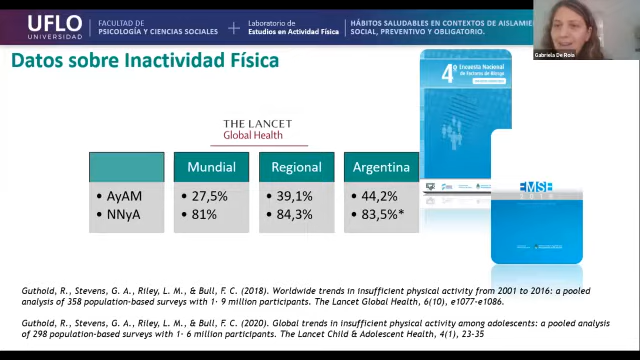 UFLO
UNIVERSIDAD
FACULTAD DE
PSICOLOGÍA Y CIENCIAS SOCIALES
Laboratorio de
Estudios en Actividad Física
HÁBITOS SALUDABLES EN CONTEXTOS DE AISLAMIE
SOCIAL, PREVENTIVO Y OBLIGATORIO.
Gabriela De Roia
Datos sobre Inactividad Física
4º Encuesta Nacional
de Factores de Riesgo
THE LANCET
Global Health
Mundial Regional Argentina
• AyAM • 27,5% • 39,1% • 44,2%
• NNyA • 81% • 84,3% • 83,5%*
EMSE
Guthold, R., Stevens, G. A., Riley, L. M., & Bull, F. C. (2018). Worldwide trends in insufficient physical activity from 2001 to 2016: a pooled
analysis of 358 population-based surveys with 1· 9 million participants. The Lancet Global Health, 6(10), e1077-e1086.
Guthold, R., Stevens, G. A., Riley, L. M., & Bull, F. C. (2020). Global trends in insufficient physical activity among adolescents: a pooled analysis
of 298 population-based surveys with 1· 6 million participants. The Lancet Child & Adolescent Health, 4(1), 23-35